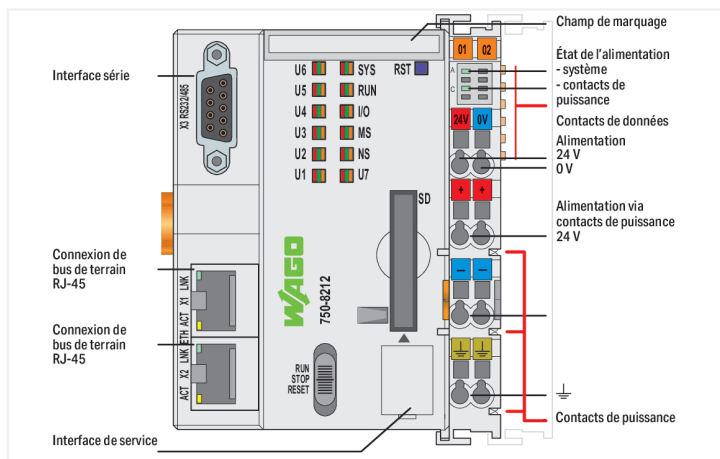 Champ de marquage
Interface série
X3 RS232/485
U6 SYS RST
U5 RUN
U4 I/O
U3 MS
U2 NS
U1 U7
01 02
A
C
État de l'alimentation
- système
- contacts de
puissance
24V 0V
Contacts de données
Alimentation
24 V
0 V
+ +
SD
Alimentation via
contacts de puissance
24 V
Connexion de
bus de terrain
RJ-45
ETH ACT X1 LNK
WAGO
750-8212
— —
Connexion de
bus de terrain
RJ-45
ACT X2 LNK
RUN
STOP
RESET
Contacts de puissance
Interface de service